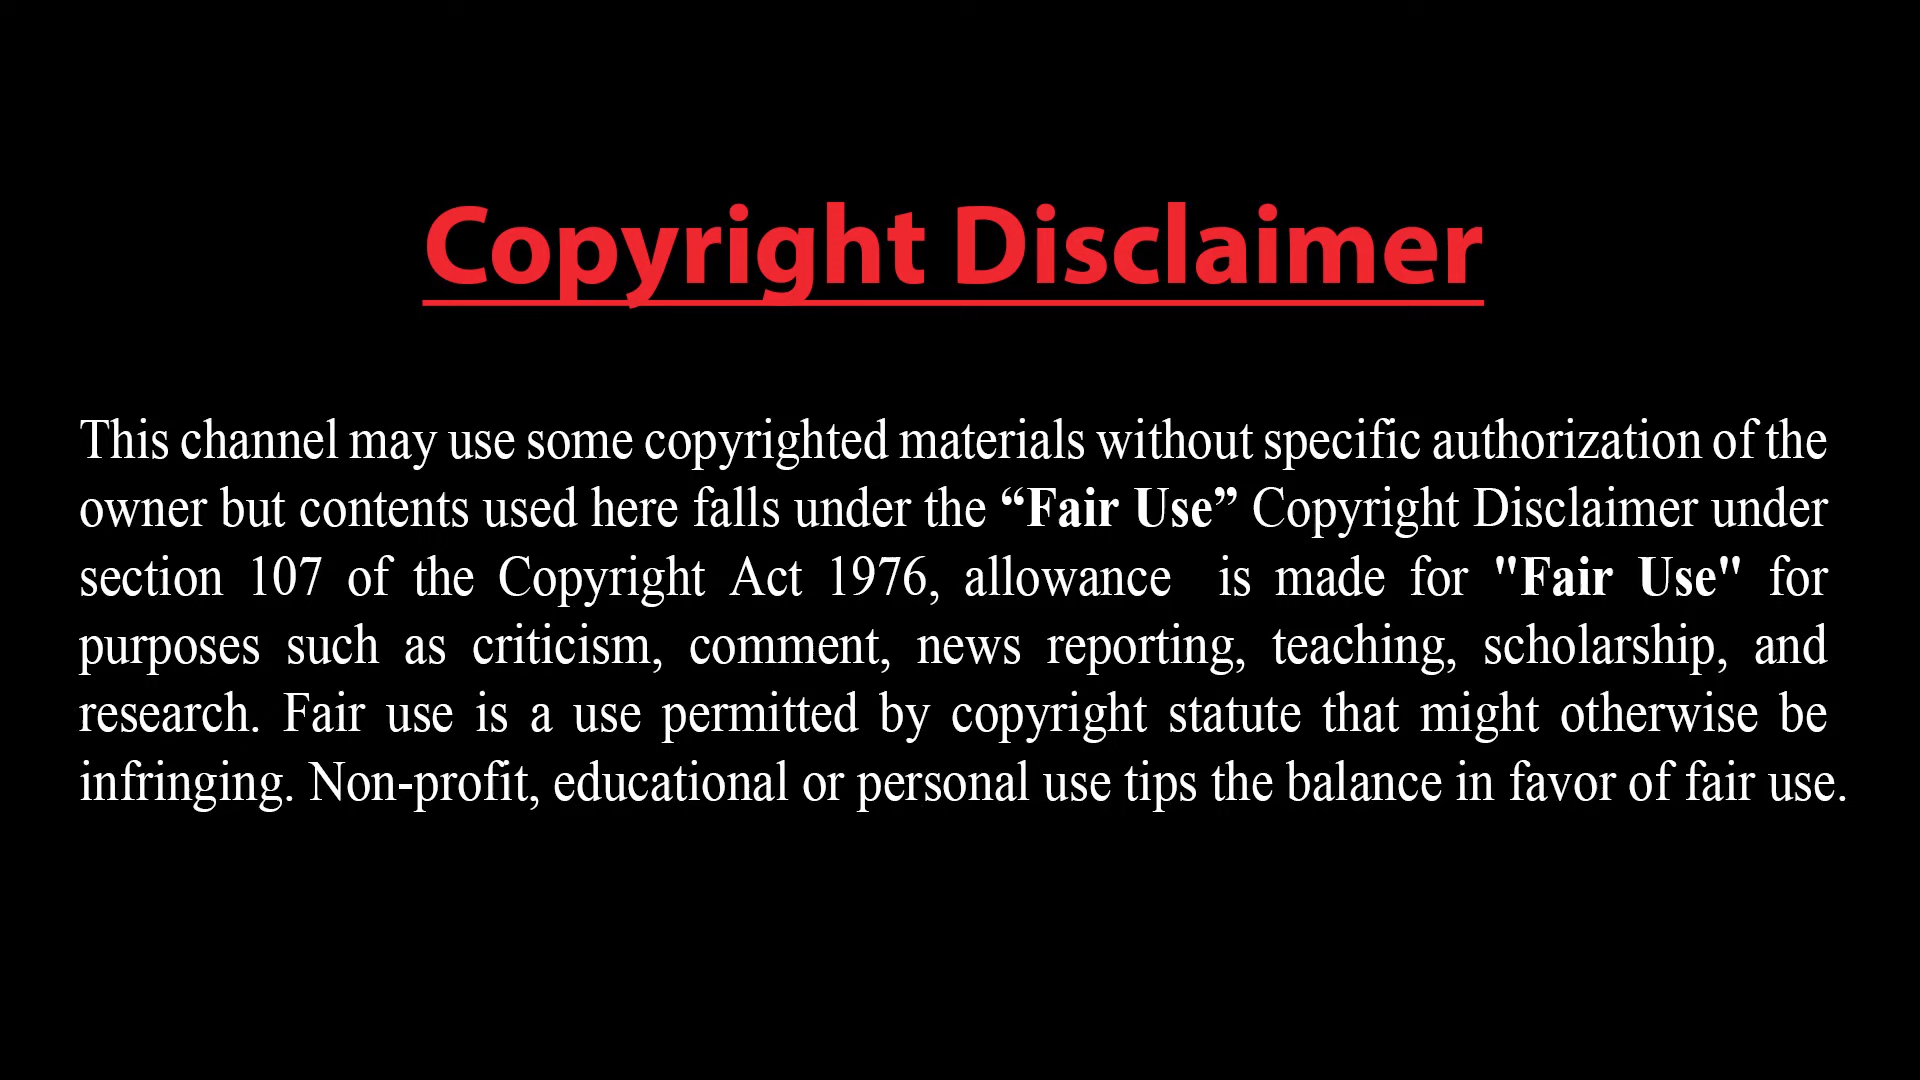 Copyright Disclaimer
This channel may use some copyrighted materials without specific authorization of the
owner but contents used here falls under the “Fair Use” Copyright Disclaimer under
section 107 of the Copyright Act 1976, allowance is made for "Fair Use" for
purposes such as criticism, comment, news reporting, teaching, scholarship, and
research. Fair use is a use permitted by copyright statute that might otherwise be
infringing. Non-profit, educational or personal use tips the balance in favor of fair use.